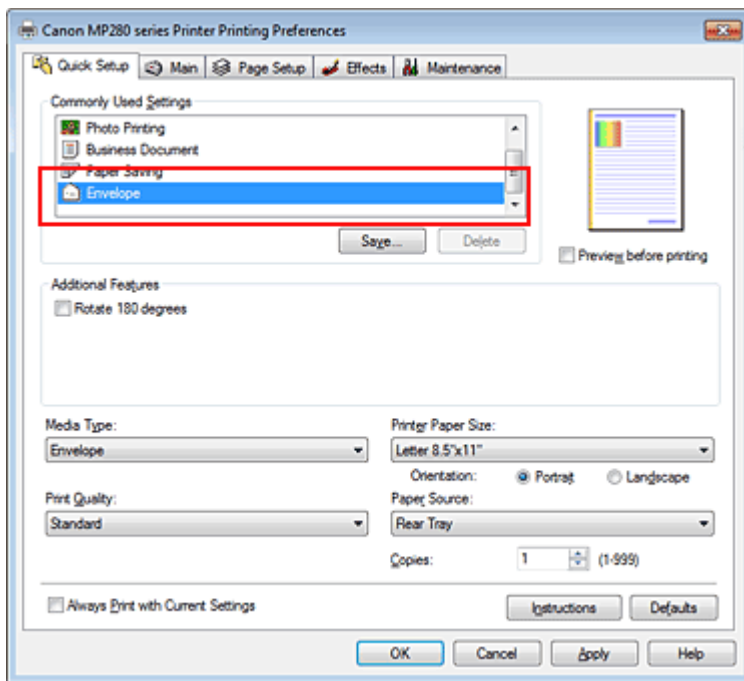 Canon MP280 series Printer Printing Preferences
Quick Setup Main Page Setup Effects Maintenance
Commonly Used Settings
Photo Printing
Business Document
Paper Saving
Envelope
Save... Delete
Preview before printing
Additional Features
Rotate 180 degrees
Media Type: Printer Paper Size:
Envelope Letter 8.5"x11"
Orientation: Portrait Landscape
Print Quality: Paper Source:
Standard Rear Tray
Copies: 1 (1-999)
Always Print with Current Settings Instructions Defaults
OK Cancel Apply Help